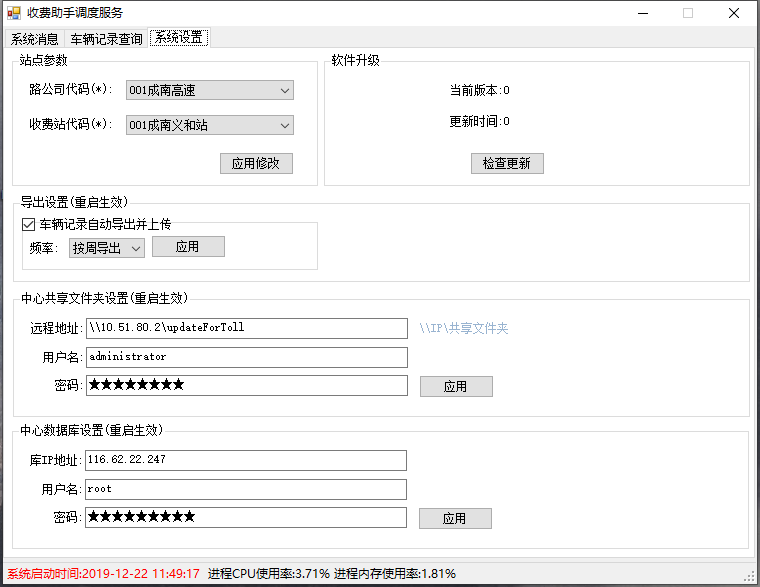 收费助手调度服务
系统消息 车辆记录查询 系统设置
站点参数
路公司代码(*): 001成南高速
收费站代码(*): 001成南义和站
应用修改
软件升级
当前版本:0
更新时间:0
检查更新
导出设置(重启生效)
车辆记录自动导出并上传
频率: 按周导出 应用
中心共享文件夹设置(重启生效)
远程地址: \\10.51.80.2\updateForToll \\IP\共享文件夹
用户名: administrator
密码: ★★★★★★★★ 应用
中心数据库设置(重启生效)
库IP地址: 116.62.22.247
用户名: root
密码: ★★★★★★★★★ 应用
系统启动时间:2019-12-22 11:49:17 进程CPU使用率:3.71% 进程内存使用率:1.81%